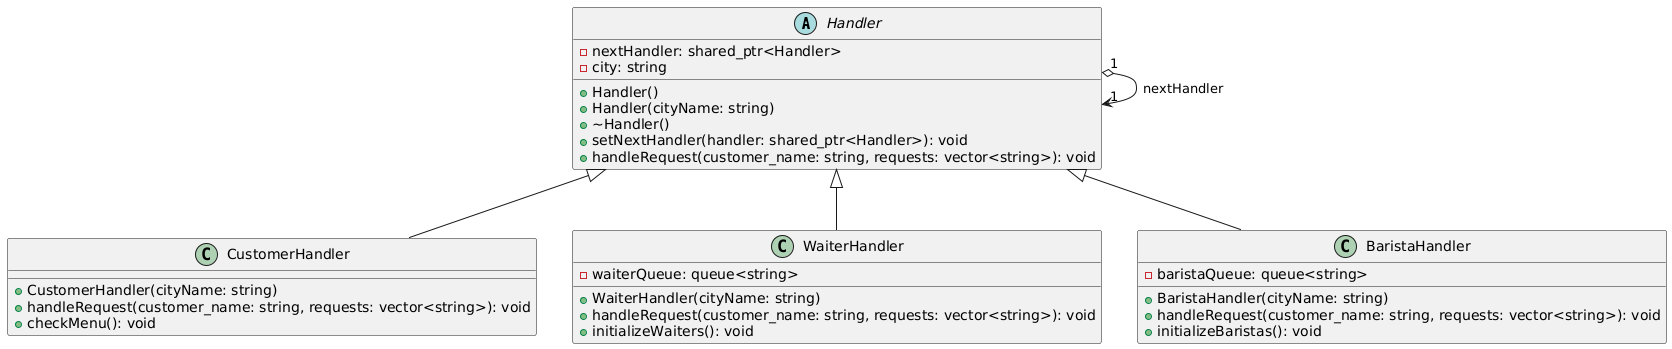 A Handler
nextHandler: shared_ptr<Handler>
city: string
Handler()
Handler(cityName: string)
~Handler()
setNextHandler(handler: shared_ptr<Handler>): void
handleRequest(customer_name: string, requests: vector<string>): void
1
nextHandler
1
C CustomerHandler
CustomerHandler(cityName: string)
handleRequest(customer_name: string, requests: vector<string>): void
checkMenu(): void
C WaiterHandler
waiterQueue: queue<string>
WaiterHandler(cityName: string)
handleRequest(customer_name: string, requests: vector<string>): void
initializeWaiters(): void
C BaristaHandler
baristaQueue: queue<string>
BaristaHandler(cityName: string)
handleRequest(customer_name: string, requests: vector<string>): void
initializeBaristas(): void